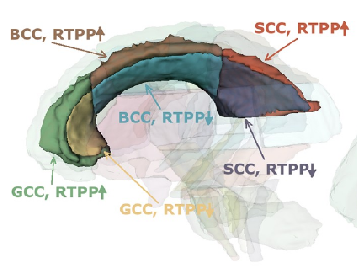 SCC, RTPP↑
BCC, RTPP↑
BCC, RTPP↓
SCC, RTPP↓
GCC, RTPP↑
GCC, RTPP↓